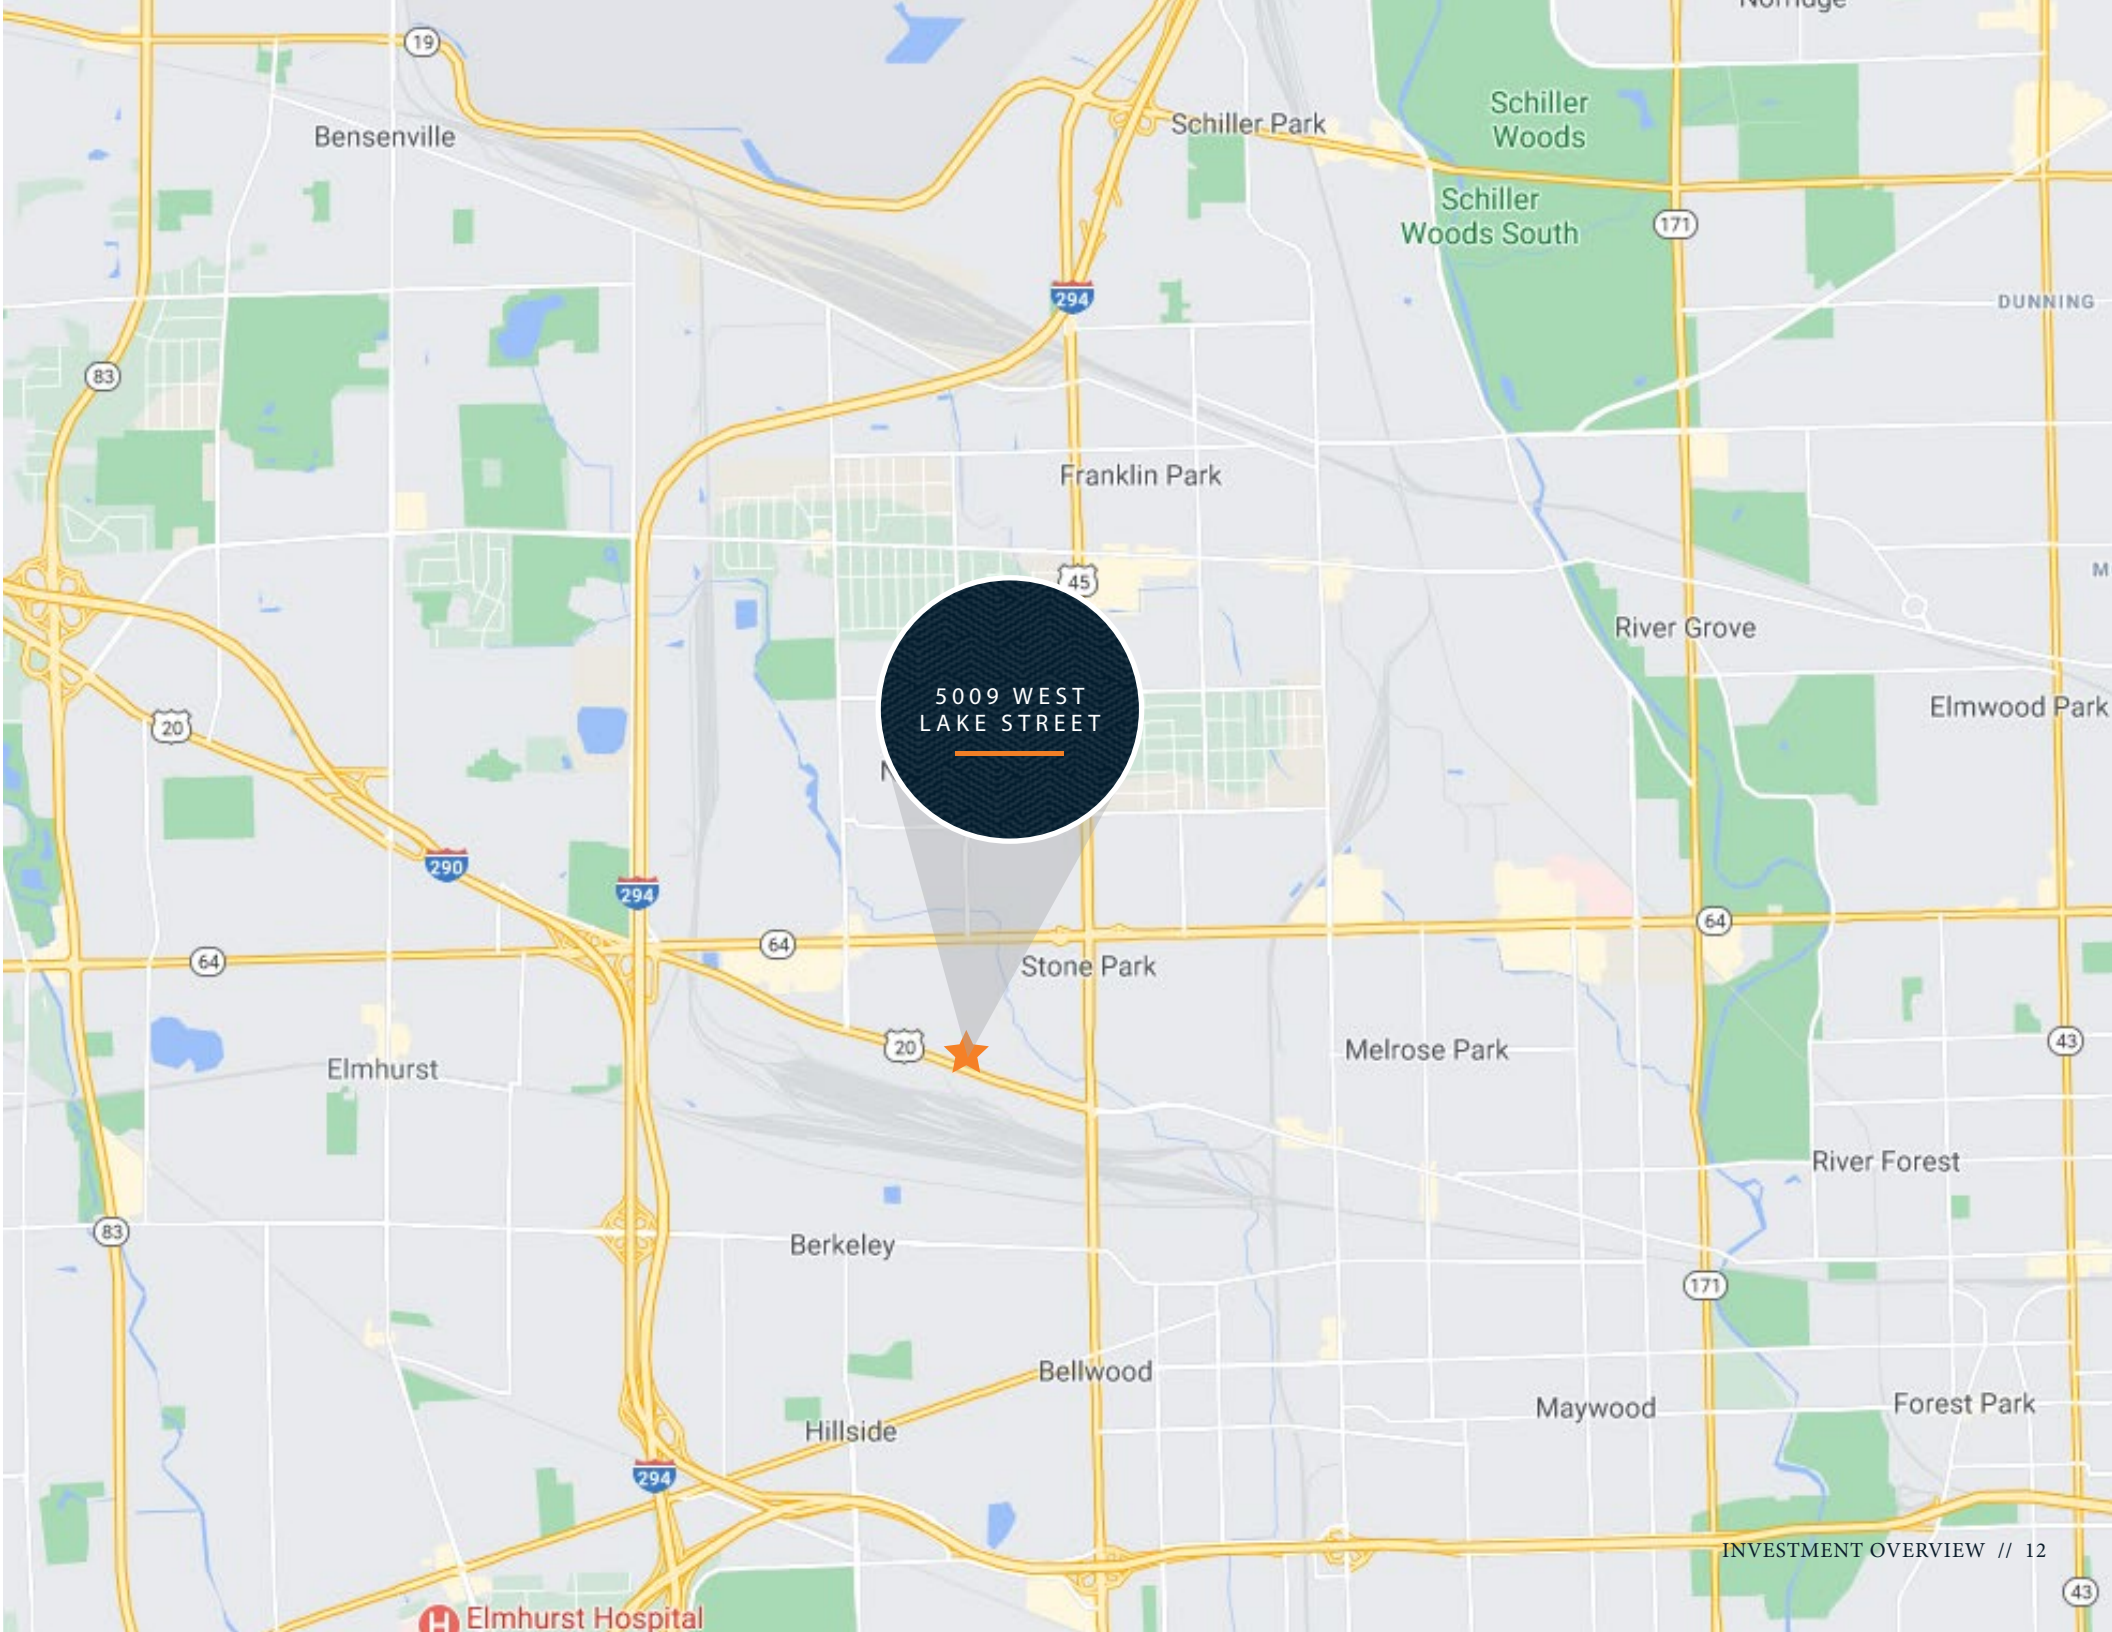 Norridge
19
Schiller
Woods
Schiller Park
Bensenville
Schiller
Woods South
171
294
DUNNING
83
Franklin Park
45
M
River Grove
5009 WEST
LAKE STREET
Elmwood Park
20
N
290
294
64
64
64
Stone Park
20
Melrose Park
43
Elmhurst
River Forest
83
Berkeley
171
Bellwood
Maywood
Forest Park
Hillside
294
INVESTMENT OVERVIEW // 12
43
H Elmhurst Hospital